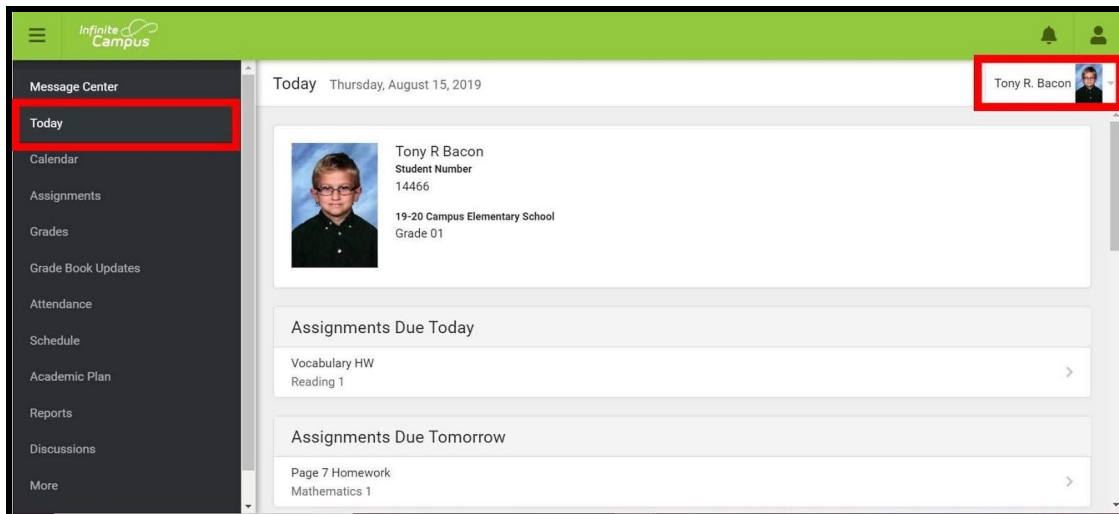 Infinite
Campus
Message Center
Today
Calendar
Assignments
Grades
Grade Book Updates
Attendance
Schedule
Academic Plan
Reports
Discussions
More
Today Thursday, August 15, 2019
Tony R. Bacon
Tony R Bacon
Student Number
14466
19-20 Campus Elementary School
Grade 01
Assignments Due Today
Vocabulary HW
Reading 1
Assignments Due Tomorrow
Page 7 Homework
Mathematics 1